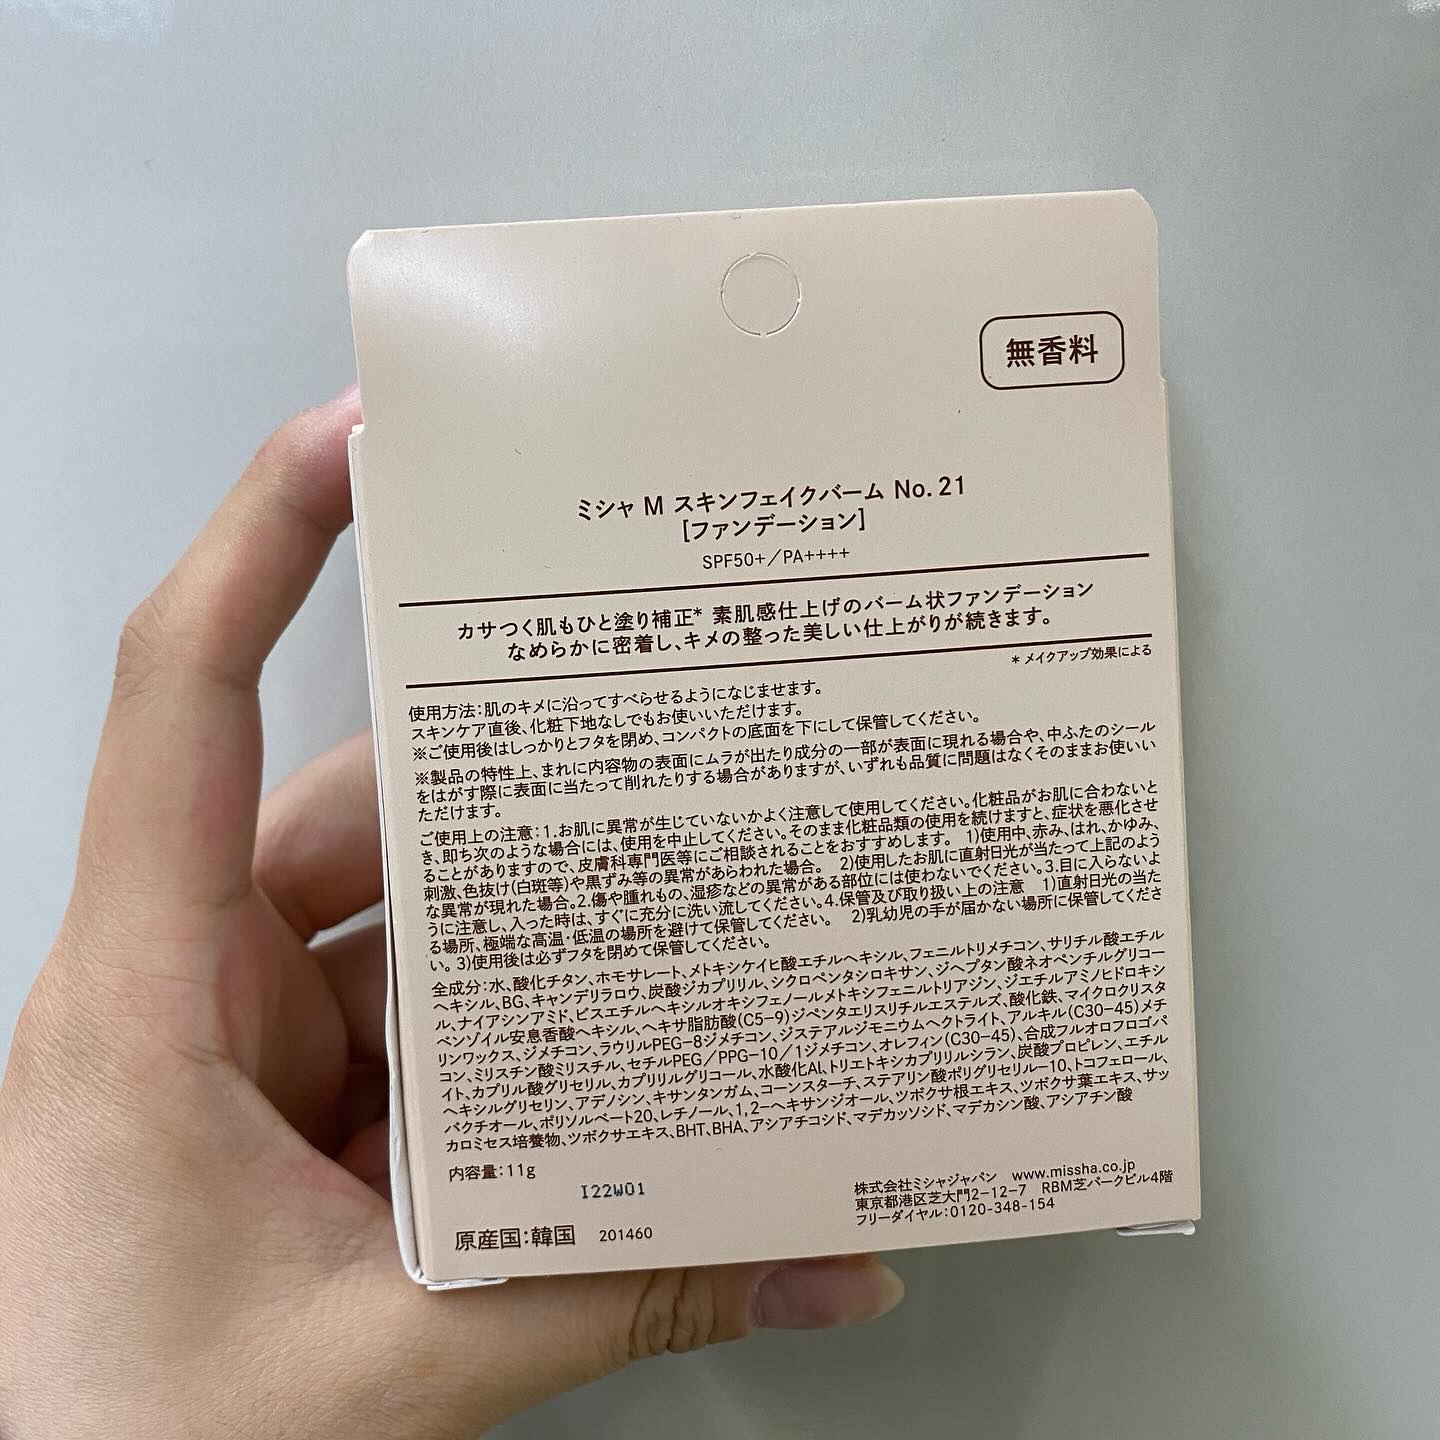 無香料
ミシャ M スキンフェイクバーム No.21
[ファンデーション]
SPF50+／PA++++
カサつく肌もひと塗り補正* 素肌感仕上げのバーム状ファンデーション
なめらかに密着し、キメの整った美しい仕上がりが続きます。
*メイクアップ効果による
使用方法：肌のキメに沿ってすべらせるようになじませます。
スキンケア直後、化粧下地なしでもお使いいただけます。
※ご使用後はしっかりとフタを閉め、コンパクトの底面を下にして保管してください。
※製品の特性上、まれに内容物の表面にムラが出たり成分の一部が表面に現れる場合や、中ふたのシール
をはがす際に表面に当たって削れたりする場合がありますが、いずれも品質に問題はなくそのままお使いい
ただけます。
ご使用上の注意：1.お肌に異常が生じていないかよく注意して使用してください。化粧品がお肌に合わないと
き、即ち次のような場合には、使用を中止してください。そのまま化粧品類の使用を続けますと、症状を悪化させ
ることがありますので、皮膚科専門医等にご相談されることをおすすめします。 1)使用中、赤み、はれ、かゆみ、
刺激、色抜け(白斑等)や黒ずみ等の異常があらわれた場合。 2)使用したお肌に直射日光が当たって上記のよう
な異常が現れた場合。2.傷や腫れもの、湿疹などの異常がある部位には使わないでください。3.目に入らないよ
うに注意し、入った時は、すぐに充分に洗い流してください。4.保管及び取り扱い上の注意 1)直射日光の当た
る場所、極端な高温・低温の場所を避けて保管してください。 2)乳幼児の手が届かない場所に保管してくださ
い。3)使用後は必ずフタを閉めて保管してください。
全成分：水、酸化チタン、ホモサレート、メトキシケイヒ酸エチルヘキシル、フェニルトリメチコン、サリチル酸エチル
ヘキシル、BG、キャンデリラロウ、炭酸ジカプリリル、シクロペンタシロキサン、ジヘプタン酸ネオペンチルグリコー
ル、ナイアシンアミド、ビスエチルヘキシルオキシフェノールメトキシフェニルトリアジン、ジエチルアミノヒドロキシ
ベンゾイル安息香酸ヘキシル、ヘキサ脂肪酸(C5-9)ジペンタエリスリチルエステルズ、酸化鉄、マイクロクリスタ
リンワックス、ジメチコン、ラウリルPEG-8ジメチコン、ジステアルジモニウムヘクトライト、アルキル(C30-45)メチ
コン、ミリスチン酸ミリスチル、セチルPEG／PPG-10／1ジメチコン、オレフィン(C30-45)、合成フルオロフロゴパ
イト、カプリル酸グリセリル、カプリリルグリコール、水酸化Al、トリエトキシカプリリルシラン、炭酸プロピレン、エチル
ヘキシルグリセリン、アデノシン、キサンタンガム、コーンスターチ、ステアリン酸ポリグリセリル-10、トコフェロール、
バクチオール、ポリソルベート20、レチノール、1,2-ヘキサンジオール、ツボクサ根エキス、ツボクサ葉エキス、サッ
カロミセス培養物、ツボクサエキス、BHT、BHA、アシアチコシド、マデカッソシド、マデカシン酸、アシアチン酸
内容量：11g
I22W01
原産国：韓国 201460
株式会社ミシャジャパン www.missha.co.jp
東京都港区芝大門2-12-7 RBM芝パークビル4階
フリーダイヤル：0120-348-154